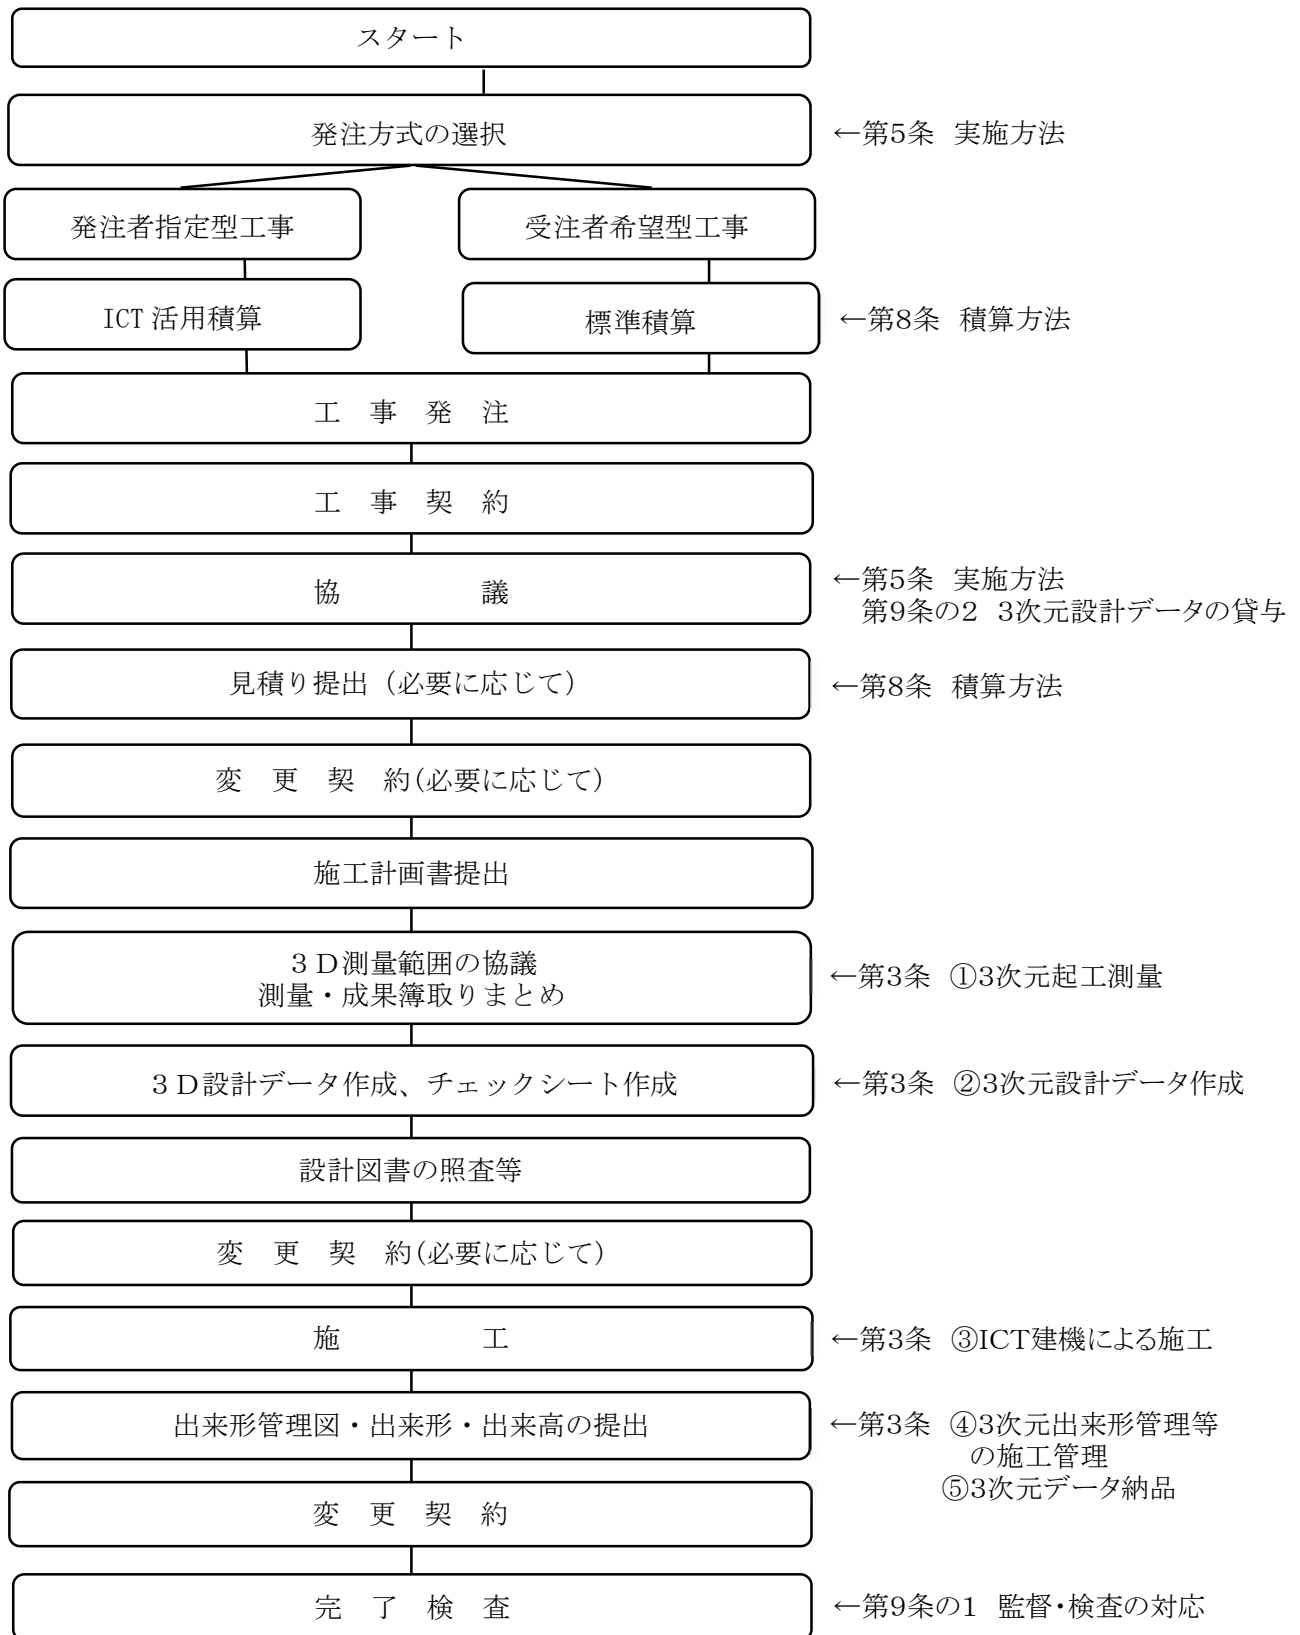 スタート
発注方式の選択 ←第5条 実施方法
発注者指定型工事 受注者希望型工事
ICT 活用積算 標準積算 ←第8条 積算方法
工 事 発 注
工 事 契 約
協 議 ←第5条 実施方法
第9条の2 3次元設計データの貸与
見積り提出（必要に応じて） ←第8条 積算方法
変 更 契 約(必要に応じて)
施工計画書提出
３Ｄ測量範囲の協議
測量・成果簿取りまとめ ←第3条 ①3次元起工測量
３Ｄ設計データ作成、チェックシート作成 ←第3条 ②3次元設計データ作成
設計図書の照査等
変 更 契 約(必要に応じて)
施 工 ←第3条 ③ICT建機による施工
出来形管理図・出来形・出来高の提出 ←第3条 ④3次元出来形管理等
の施工管理
⑤3次元データ納品
変 更 契 約
完 了 検 査 ←第9条の1 監督・検査の対応